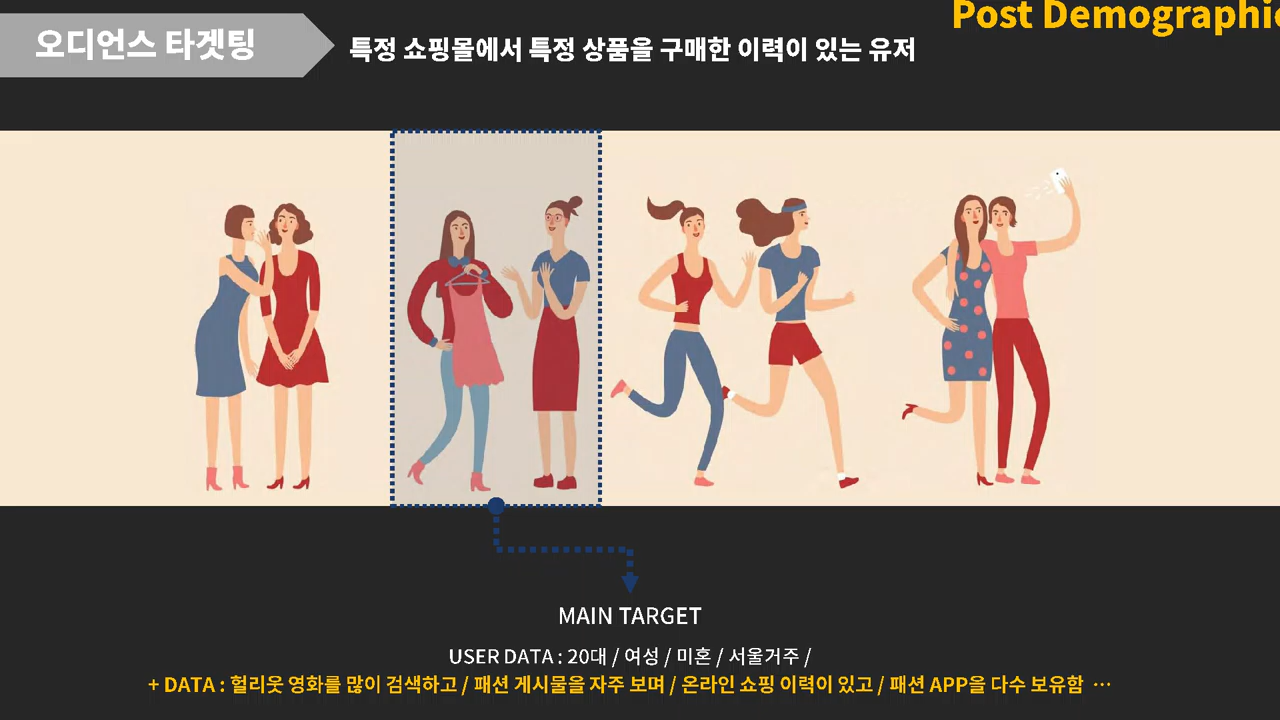 Post Demographi
오디언스 타겟팅
특정 쇼핑몰에서 특정 상품을 구매한 이력이 있는 유저
MAIN TARGET
USER DATA : 20대 / 여성 / 미혼 / 서울거주 /
+ DATA : 헐리웃 영화를 많이 검색하고 / 패션 게시물을 자주 보며 / 온라인 쇼핑 이력이 있고 / 패션 APP을 다수 보유함 ···